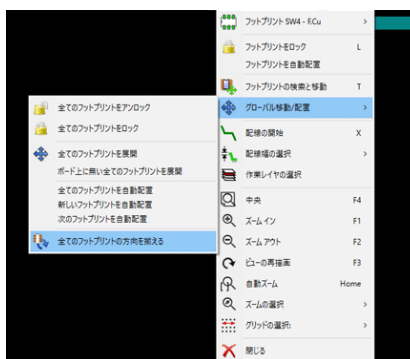 フットプリント SW4 - F.Cu
フットプリントをロック L
フットプリントを自動配置
フットプリントの検索と移動 T
グローバル移動/配置
配線の開始 X
配線幅の選択
作業レイヤの選択
中央 F4
ズームイン F1
ズームアウト F2
ビューの再描画 F3
自動ズーム Home
ズームの選択
グリッドの選択:
閉じる
全てのフットプリントをアンロック
全てのフットプリントをロック
全てのフットプリントを展開
ボード上に無い全てのフットプリントを展開
全てのフットプリントを自動配置
新しいフットプリントを自動配置
次のフットプリントを自動配置
全てのフットプリントの方向を揃える